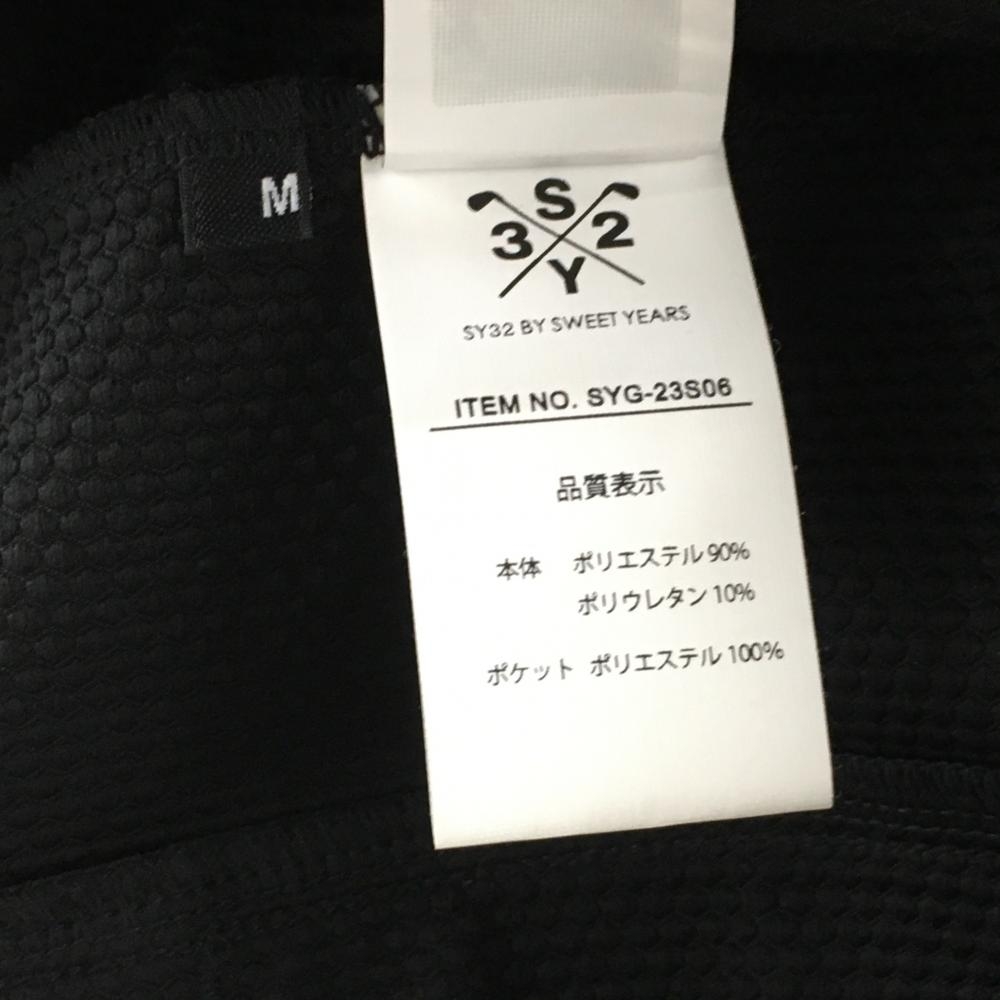 M
S
3 2
Y
SY32 BY SWEET YEARS
ITEM NO. SYG-23S06
品質表示
本体 ポリエステル 90%
ポリウレタン 10%
ポケット ポリエステル 100%